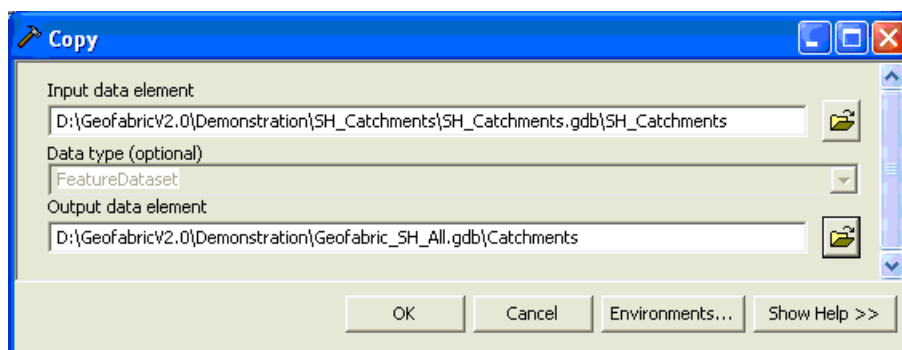 Copy
Input data element
D:\GeofabricV2.0\Demonstration\SH_Catchments\SH_Catchments.gdb\SH_Catchments
Data type (optional)
FeatureDataset
Output data element
D:\GeofabricV2.0\Demonstration\Geofabric_SH_All.gdb\Catchments
OK Cancel Environments... Show Help >>